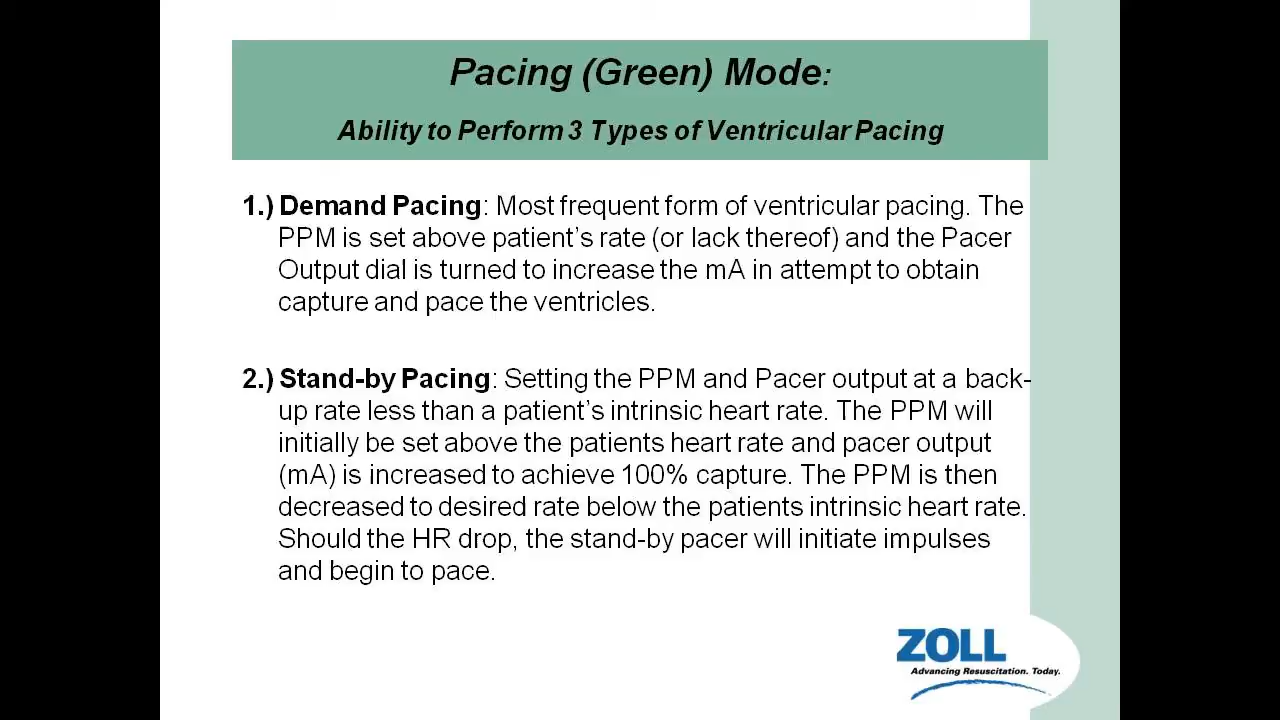 Pacing (Green) Mode:
Ability to Perform 3 Types of Ventricular Pacing
1.) Demand Pacing: Most frequent form of ventricular pacing. The
PPM is set above patient’s rate (or lack thereof) and the Pacer
Output dial is turned to increase the mA in attempt to obtain
capture and pace the ventricles.
2.) Stand-by Pacing: Setting the PPM and Pacer output at a back-
up rate less than a patient’s intrinsic heart rate. The PPM will
initially be set above the patients heart rate and pacer output
(mA) is increased to achieve 100% capture. The PPM is then
decreased to desired rate below the patients intrinsic heart rate.
Should the HR drop, the stand-by pacer will initiate impulses
and begin to pace.
ZOLL
Advancing Resuscitation. Today.